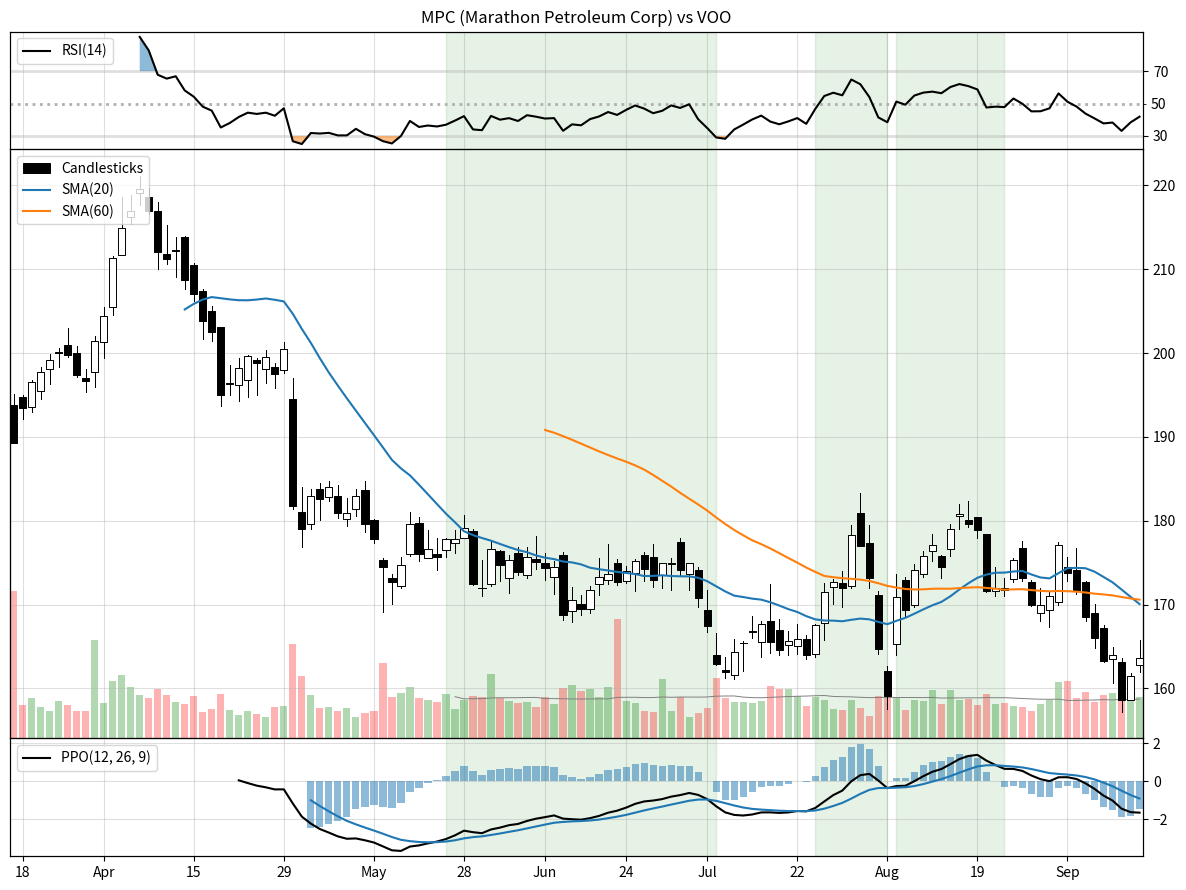 MPC (Marathon Petroleum Corp) vs VOO
RSI(14)
70
50
30
Candlesticks
SMA(20)
SMA(60)
220
210
200
190
180
170
160
PPO(12, 26, 9)
2
0
−2
18 Apr 15 29 May 28 Jun 24 Jul 22 Aug 19 Sep